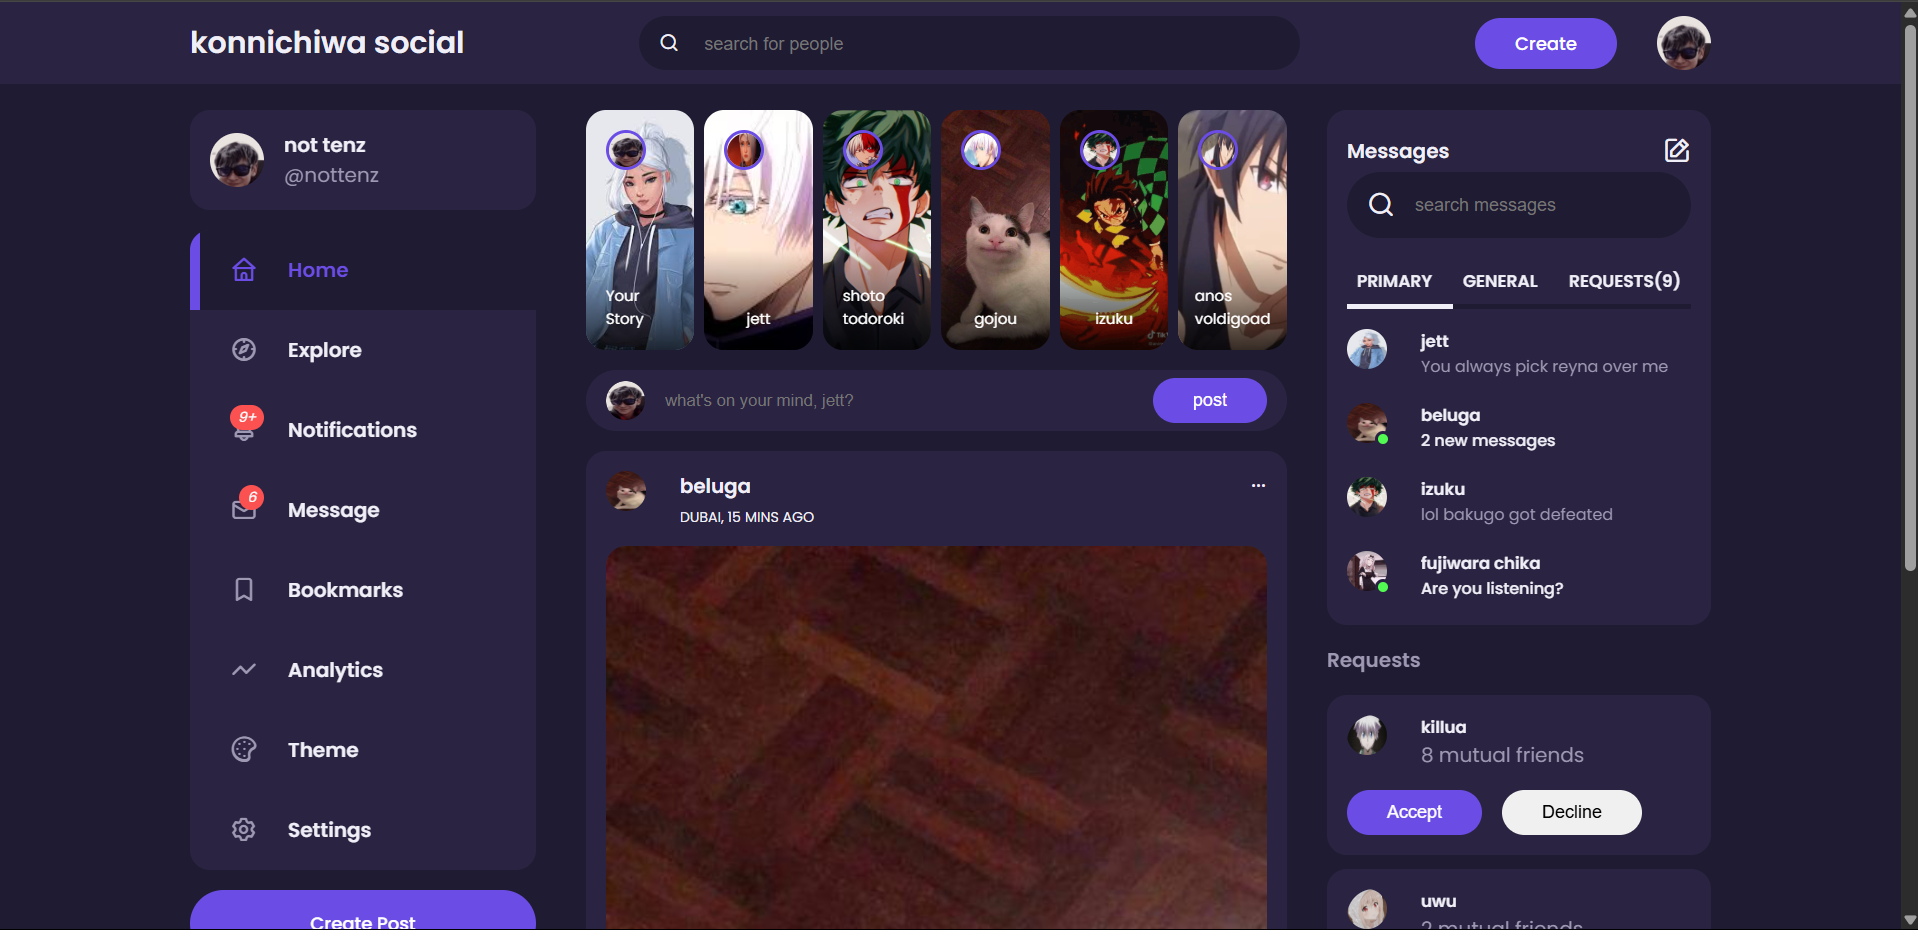 konnichiwa social
search for people
Create
not tenz
@nottenz
Home
Explore
9+
Notifications
6
Message
Bookmarks
Analytics
Theme
Settings
Create Post
Your
Story
jett
shoto
todoroki
gojou
izuku
anos
voldigoad
what's on your mind, jett?
post
beluga
DUBAI, 15 MINS AGO
Messages
search messages
PRIMARY GENERAL REQUESTS(9)
jett
You always pick reyna over me
beluga
2 new messages
izuku
lol bakugo got defeated
fujiwara chika
Are you listening?
Requests
killua
8 mutual friends
Accept
Decline
uwu
2 mutual friends